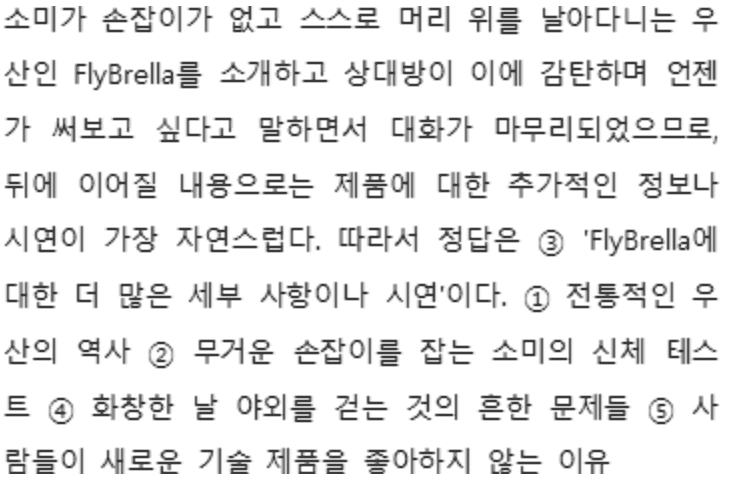 소미가 손잡이가 없고 스스로 머리 위를 날아다니는 우
산인 FlyBrella를 소개하고 상대방이 이에 감탄하며 언젠
가 써보고 싶다고 말하면서 대화가 마무리되었으므로,
뒤에 이어질 내용으로는 제품에 대한 추가적인 정보나
시연이 가장 자연스럽다. 따라서 정답은 ③ 'FlyBrella에
대한 더 많은 세부 사항이나 시연'이다. ① 전통적인 우
산의 역사 ② 무거운 손잡이를 잡는 소미의 신체 테스
트 ④ 화창한 날 야외를 걷는 것의 흔한 문제들 ⑤ 사
람들이 새로운 기술 제품을 좋아하지 않는 이유